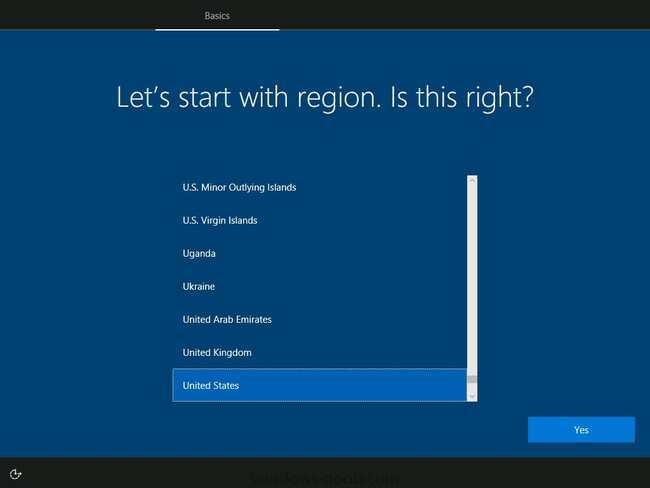 Basics
Let's start with region. Is this right?
U.S. Minor Outlying Islands
U.S. Virgin Islands
Uganda
Ukraine
United Arab Emirates
United Kingdom
United States
Yes